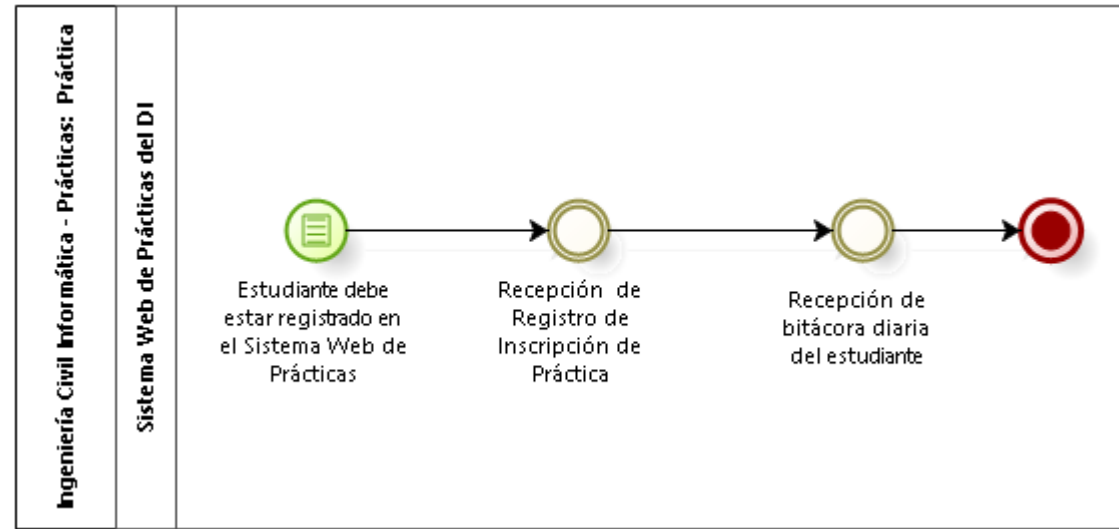 Ingeniería Civil Informática - Prácticas:  Práctica
Sistema Web de Prácticas del DI
Estudiante debe
estar registrado en
el Sistema Web de
Prácticas
Recepción  de
Registro de
Inscripción de
Práctica
Recepción de
bitácora diaria
del estudiante